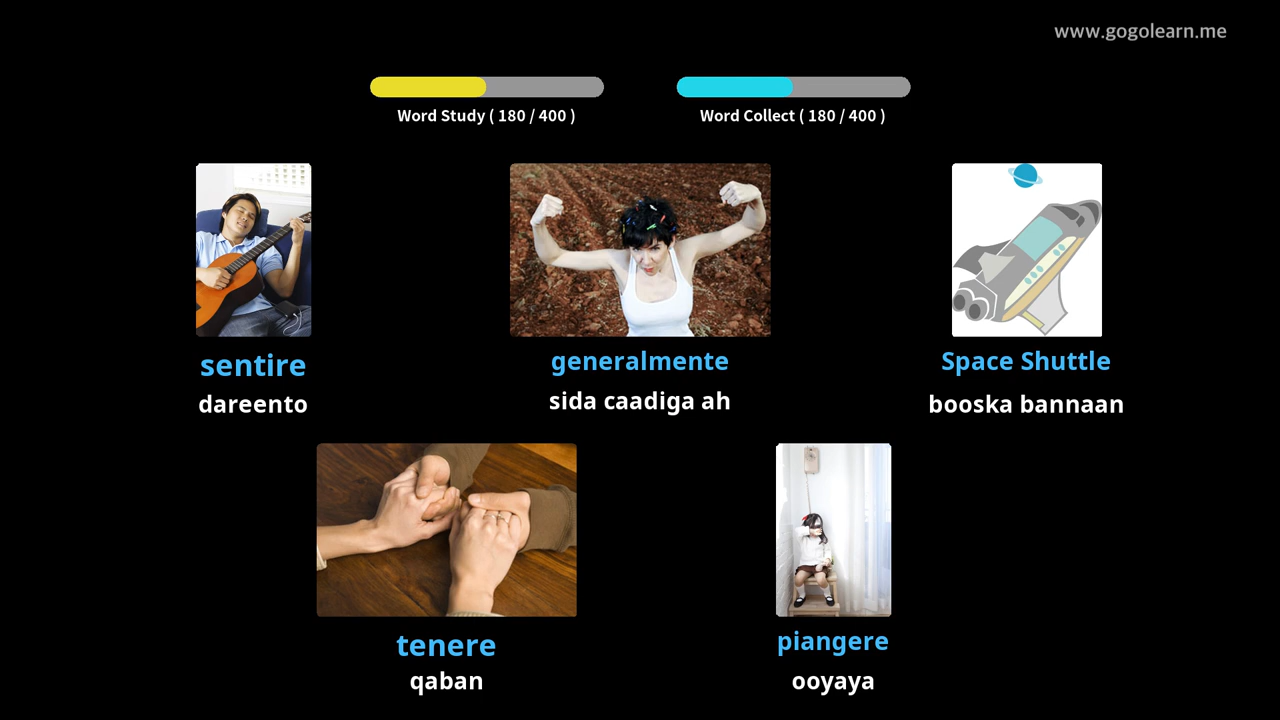 www.gogolearn.me
Word Study ( 180 / 400 )
Word Collect ( 180 / 400 )
sentire
dareento
generalmente
sida caadiga ah
Space Shuttle
booska bannaan
tenere
qaban
piangere
ooyaya